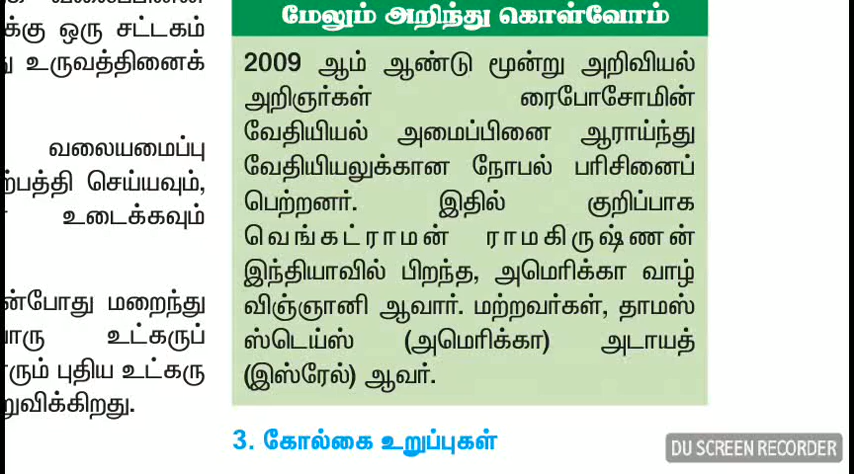 க்கு ஒரு சட்டகம்
உருவத்தினைக்
வலையமைப்பு
ற்பத்தி செய்யவும்,
உடைக்கவும்
ன்போது மறைந்து
உட்கருப்
ரும் புதிய உட்கரு
றுவிக்கிறது.
மேலும் அறிந்து கொள்வோம்
2009 ஆம் ஆண்டு மூன்று அறிவியல்
அறிஞர்கள் ரைபோசோமின்
வேதியியல் அமைப்பினை ஆராய்ந்து
வேதியியலுக்கான நோபல் பரிசினைப்
பெற்றனர். இதில் குறிப்பாக
வெங்கட்ராமன் ராமகிருஷ்ணன்
இந்தியாவில் பிறந்த, அமெரிக்கா வாழ்
விஞ்ஞானி ஆவார். மற்றவர்கள், தாமஸ்
ஸ்டெய்ஸ் (அமெரிக்கா) அடாயத்
(இஸ்ரேல்) ஆவர்.
3. கோல்கை உறுப்புகள்
DU SCREEN RECORDER